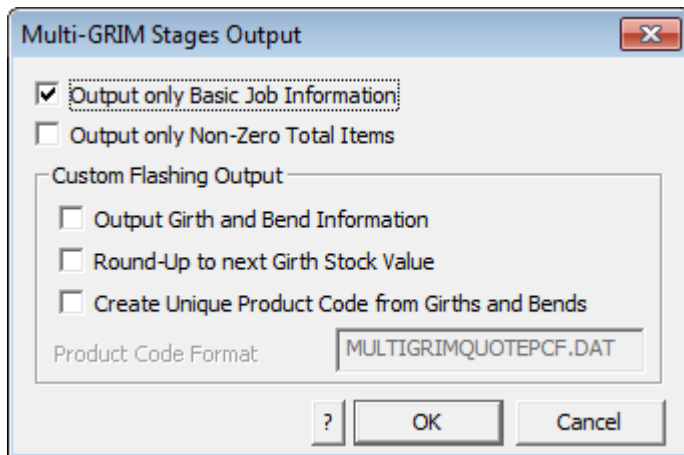 Multi-GRIM Stages Output
Output only Basic Job Information
Output only Non-Zero Total Items
Custom Flashing Output
Output Girth and Bend Information
Round-Up to next Girth Stock Value
Create Unique Product Code from Girths and Bends
Product Code Format MULTIGRIMQUOTEPCF.DAT
? OK Cancel